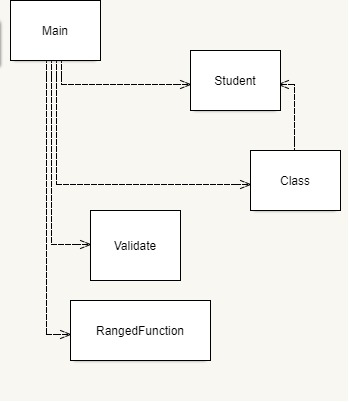 Main
Student
Class
Validate
RangedFunction